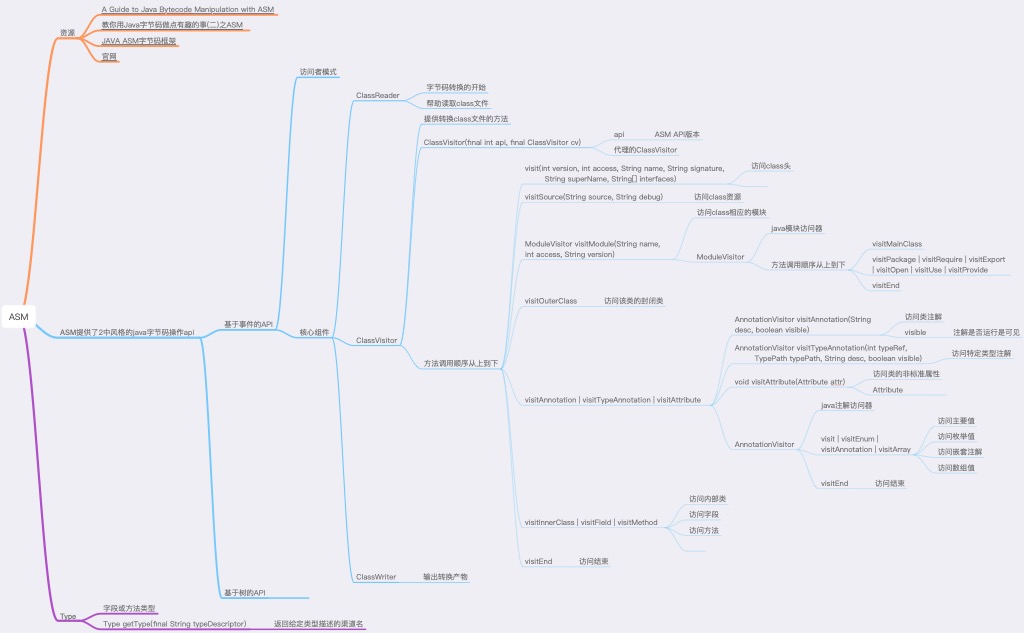 ASM
资源
A Guide to Java Bytecode Manipulation with ASM
教你用Java字节码做点有趣的事(二)之ASM
JAVA ASM字节码框架
官网
ASM提供了2中风格的java字节码操作api
基于事件的API
访问者模式
核心组件
ClassReader
字节码转换的开始
帮助读取class文件
ClassVisitor
提供转换class文件的方法
ClassVisitor(final int api, final ClassVisitor cv)
api
ASM API版本
代理的ClassVisitor
方法调用顺序从上到下
visit(int version, int access, String name, String signature,
String superName, String▯ interfaces)
访问class头
visitSource(String source, String debug)
访问class资源
ModuleVisitor visitModule(String name,
int access, String version)
访问class相应的模块
ModuleVisitor
java模块访问器
方法调用顺序从上到下
visitMainClass
visitPackage | visitRequire | visitExport
| visitOpen | visitUse | visitProvide
visitEnd
visitOuterClass
访问该类的封闭类
visitAnnotation | visitTypeAnnotation | visitAttribute
AnnotationVisitor visitAnnotation(String
desc, boolean visible)
访问类注解
visible
注解是否运行是可见
AnnotationVisitor visitTypeAnnotation(int typeRef,
TypePath typePath, String desc, boolean visible)
访问特定类型注解
void visitAttribute(Attribute attr)
访问类的非标准属性
Attribute
AnnotationVisitor
java注解访问器
visit | visitEnum |
visitAnnotation | visitArray
访问主要值
访问枚举值
访问嵌套注解
访问数组值
visitEnd
访问结束
visitInnerClass | visitField | visitMethod
访问内部类
访问字段
访问方法
visitEnd
访问结束
ClassWriter
输出转换产物
基于树的API
Type
字段或方法类型
Type getType(final String typeDescriptor)
返回给定类型描述的渠道名